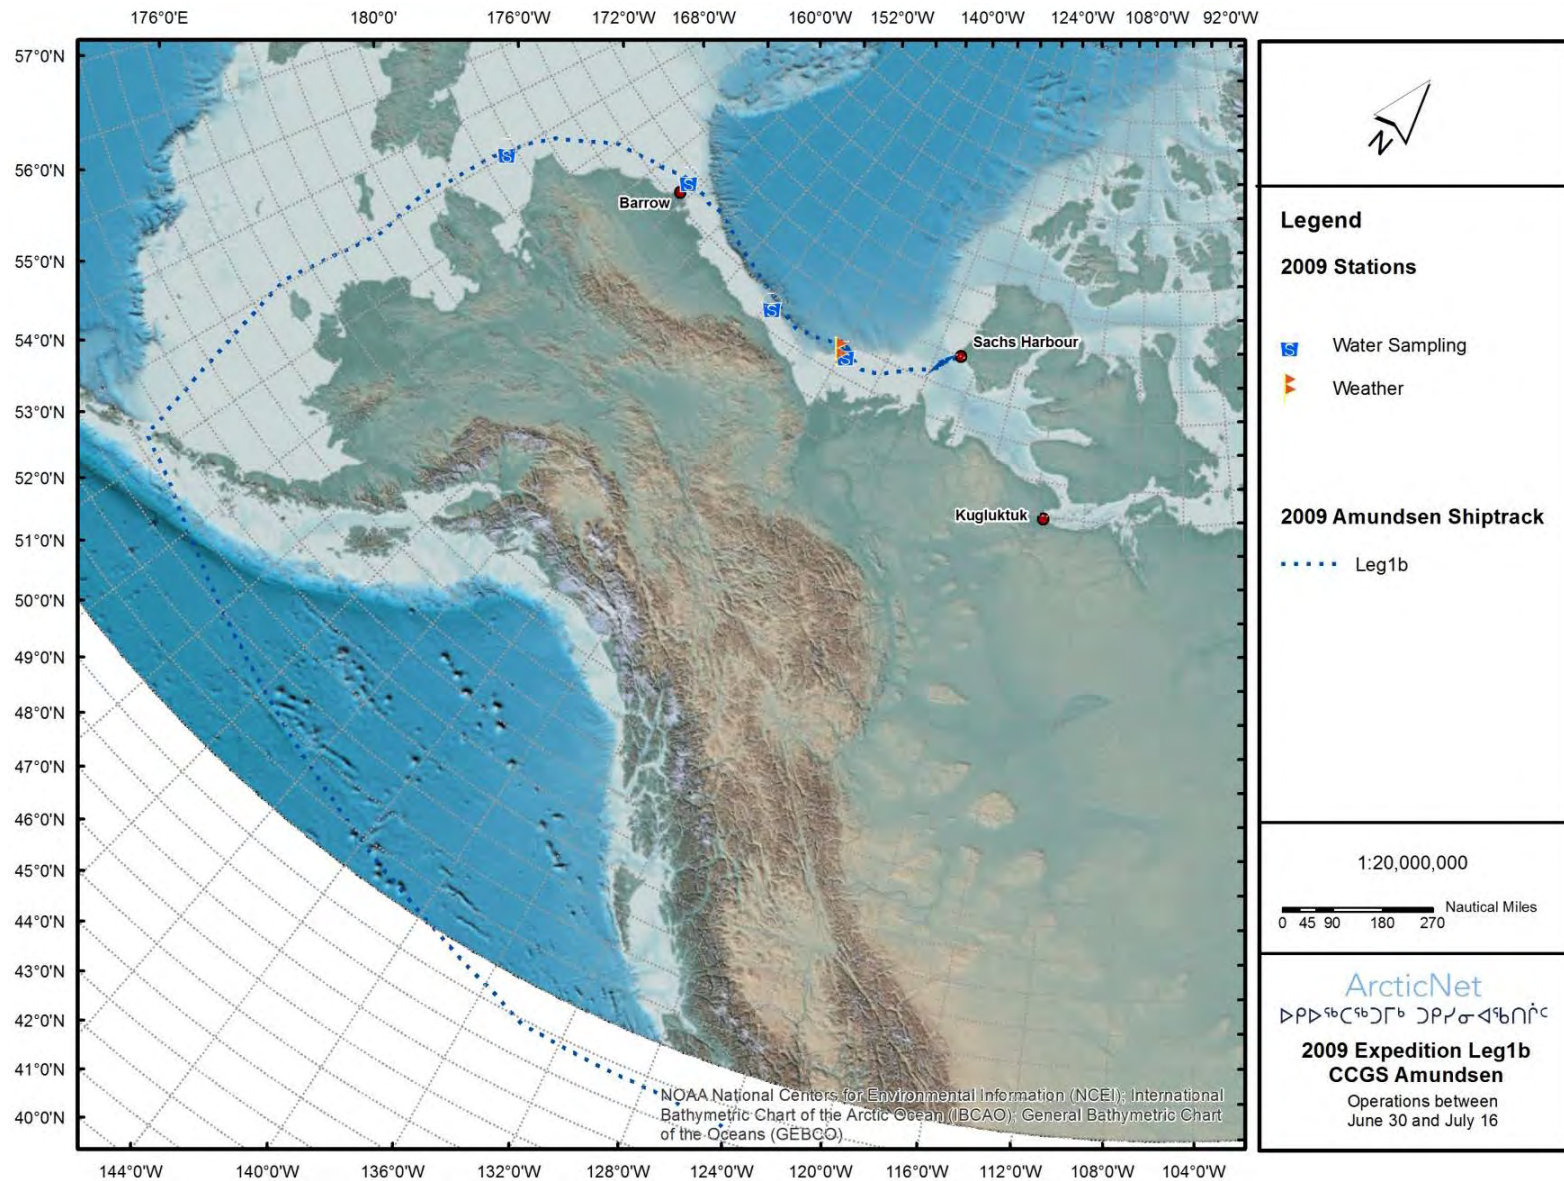 176°0'E
180°0'
176°0'W
172°0'W
168°0'W
160°0'W
152°0'W
140°0'W
124°0'W
108°0'W
92°0'W
57°0'N
56°0'N
55°0'N
54°0'N
53°0'N
52°0'N
51°0'N
50°0'N
49°0'N
48°0'N
47°0'N
46°0'N
45°0'N
44°0'N
43°0'N
42°0'N
41°0'N
40°0'N
Barrow
S
S
S
S
Sachs Harbour
Kugluktuk
NOAA National Centers for Environmental Information (NCEI); International
Bathymetric Chart of the Arctic Ocean (IBCAO); General Bathymetric Chart
of the Oceans (GEBCO)
144°0'W
140°0'W
136°0'W
132°0'W
128°0'W
124°0'W
120°0'W
116°0'W
112°0'W
108°0'W
104°0'W
N
Legend
2009 Stations
S Water Sampling
Weather
2009 Amundsen Shiptrack
Leg1b
1:20,000,000
Nautical Miles
0 45 90 180 270
ArcticNet
ᐅᑭᐅᖅᑕᖅᑐᒥᒃ ᑐᑭᓯᓂᐊᖃᑎᒌᑦ
2009 Expedition Leg1b
CCGS Amundsen
Operations between
June 30 and July 16